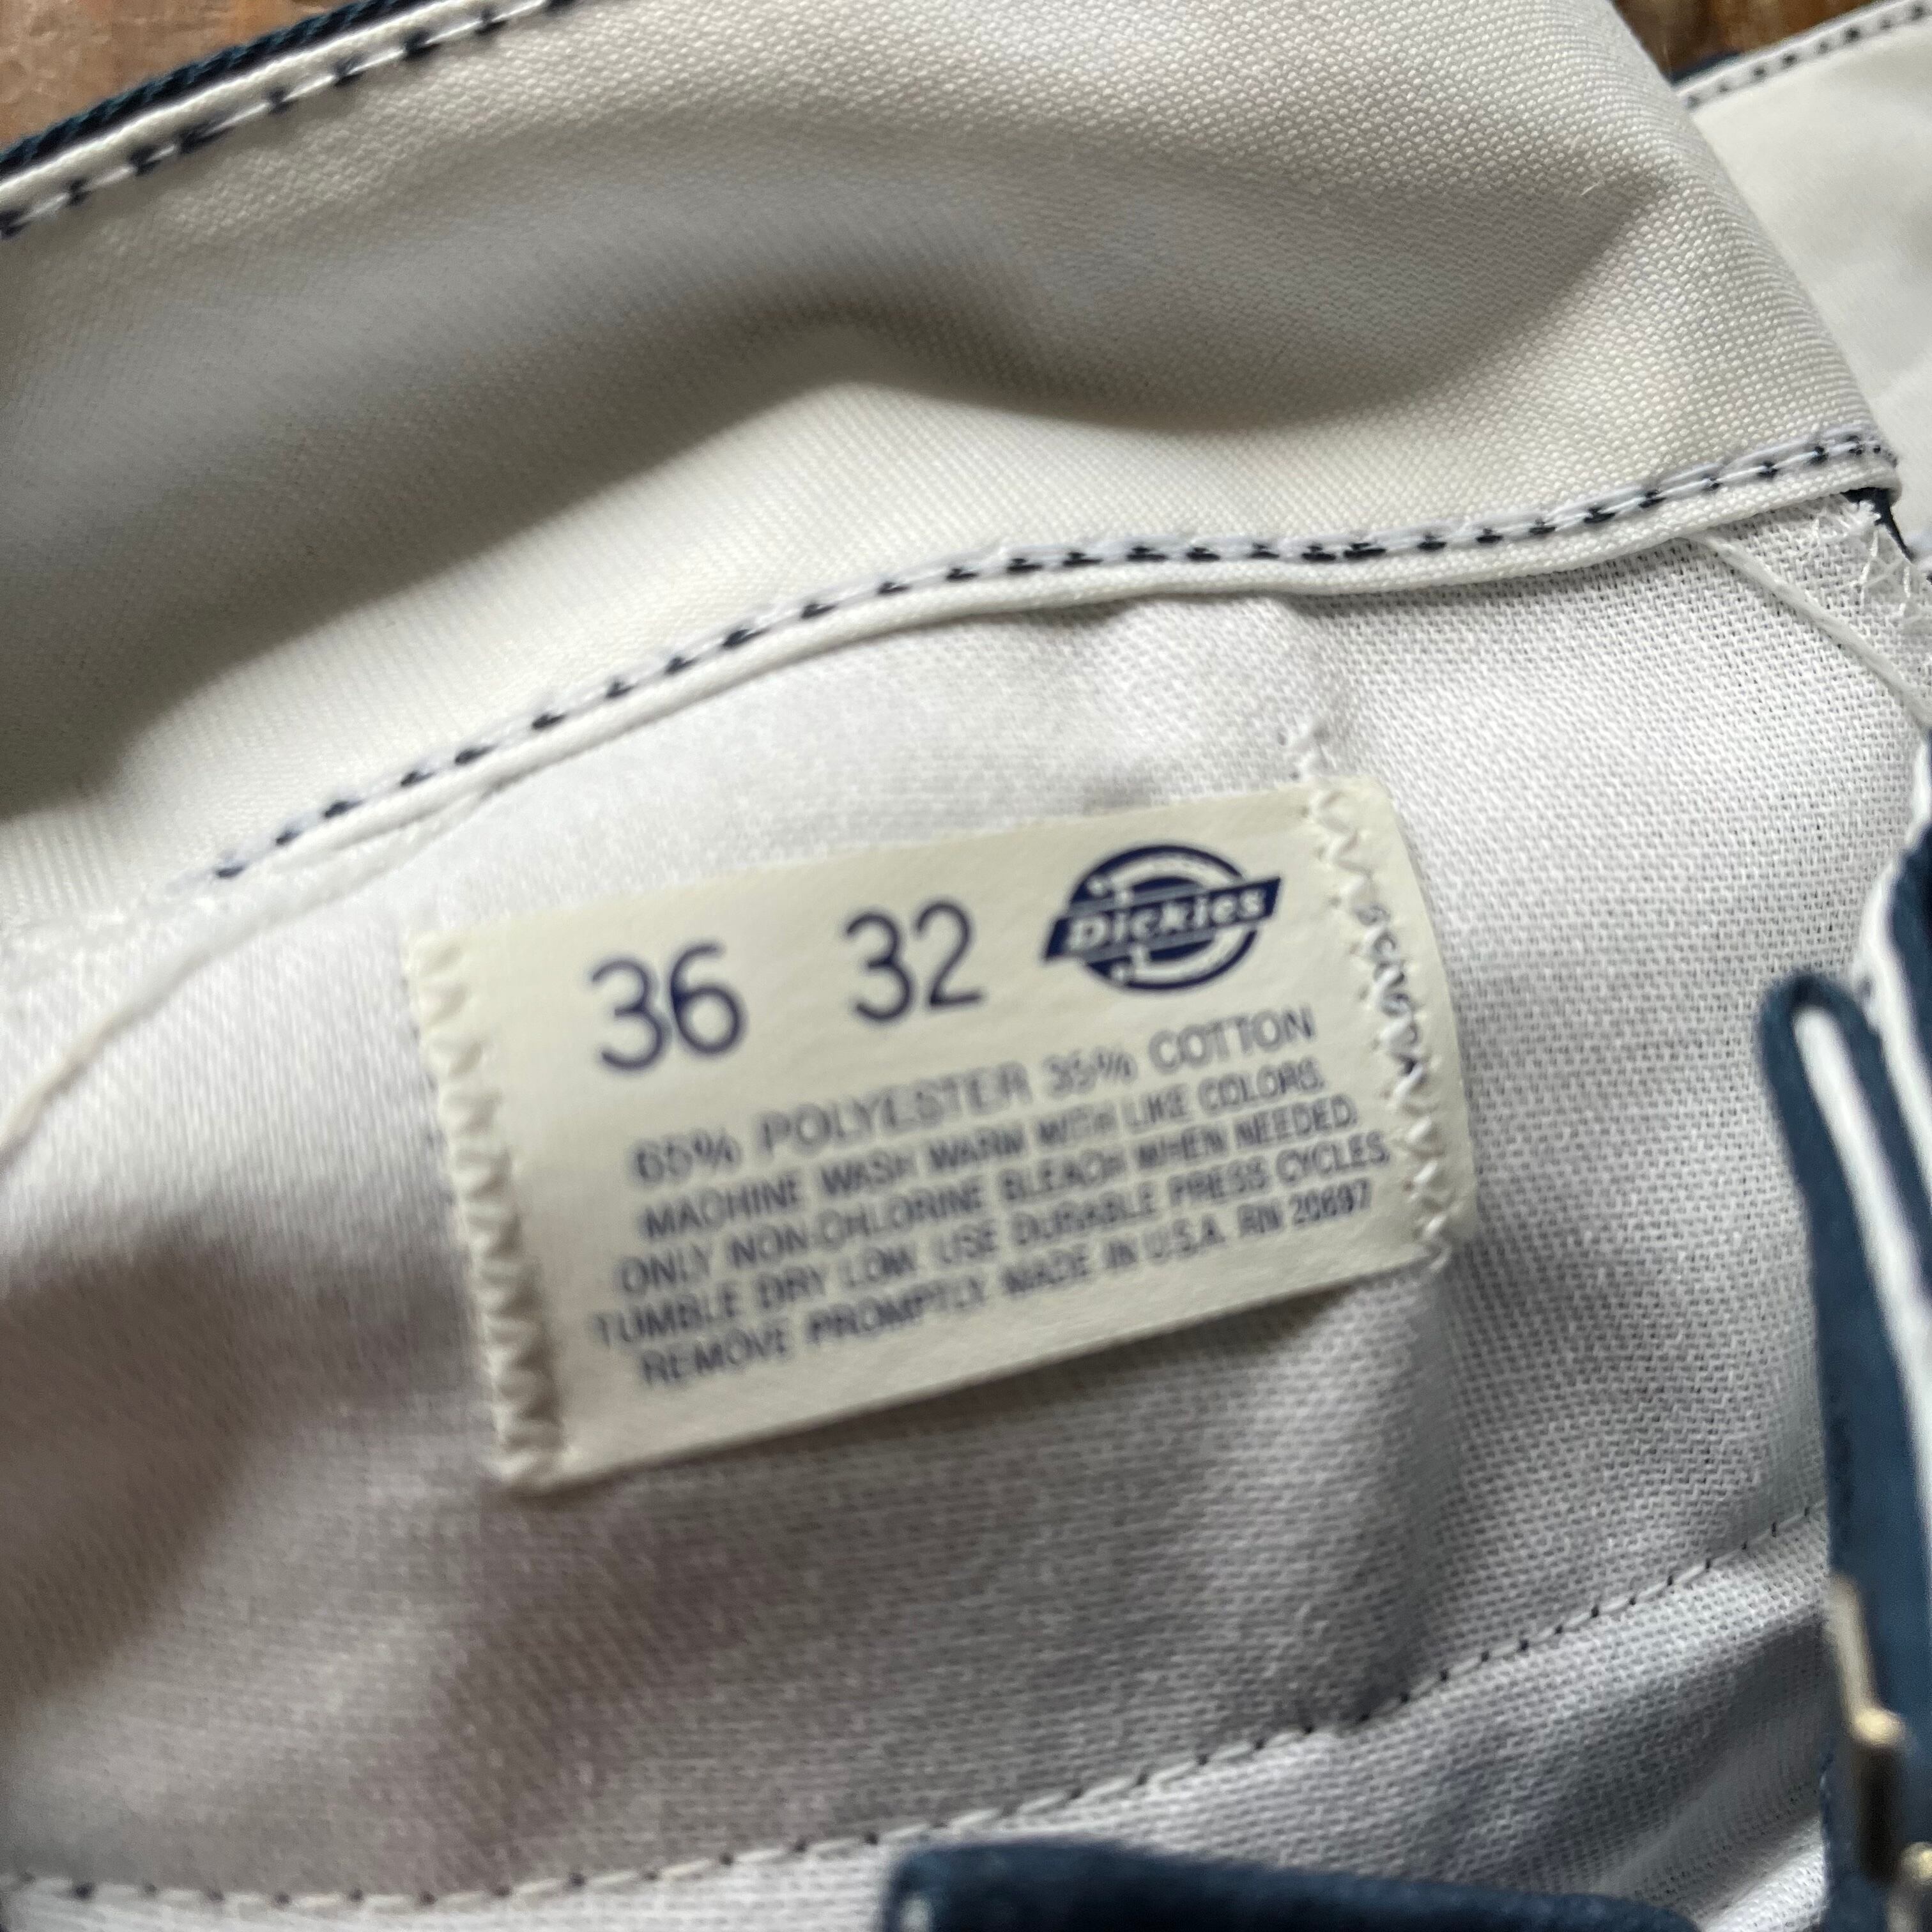 36 32 Dickies
65% POLYESTER 35% COTTON
MACHINE WASH WARM WITH LIKE COLORS.
ONLY NON-CHLORINE BLEACH WHEN NEEDED.
TUMBLE DRY LOW. USE DURABLE PRESS CYCLES.
REMOVE PROMPTLY MADE IN U.S.A. RN 20697